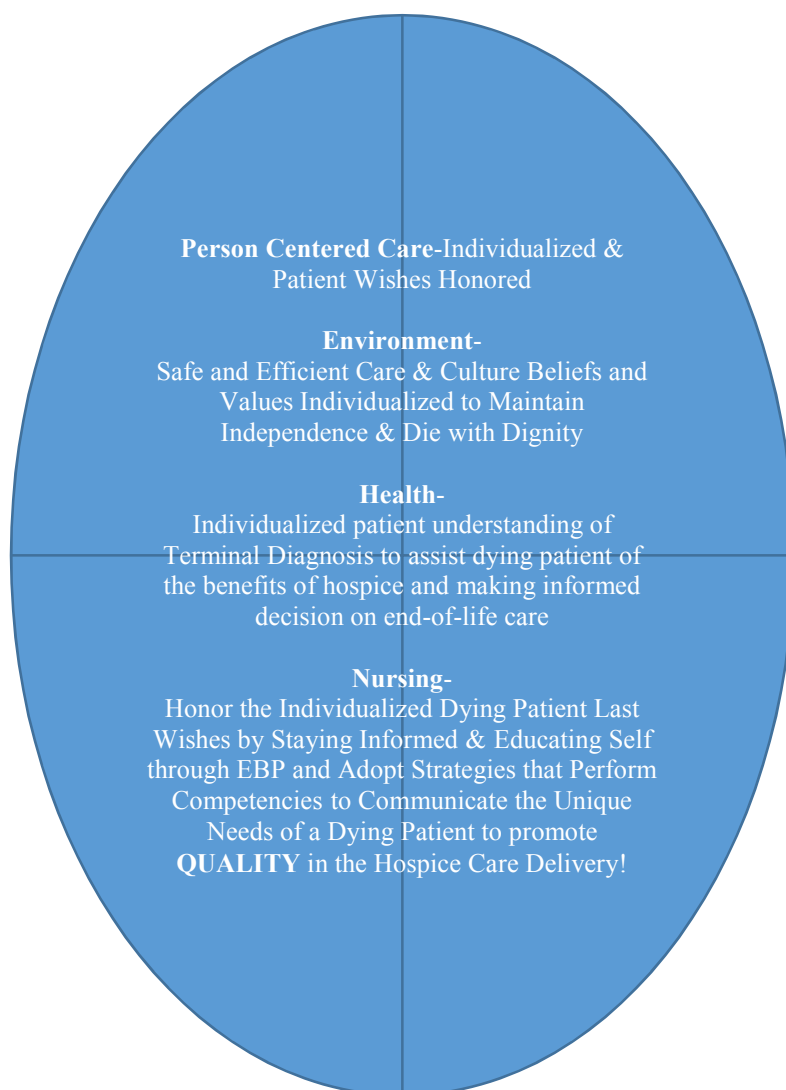 Person Centered Care-Individualized &
Patient Wishes Honored
Environment-
Safe and Efficient Care & Culture Beliefs and
Values Individualized to Maintain
Independence & Die with Dignity
Health-
Individualized patient understanding of
Terminal Diagnosis to assist dying patient of
the benefits of hospice and making informed
decision on end-of-life care
Nursing-
Honor the Individualized Dying Patient Last
Wishes by Staying Informed & Educating Self
through EBP and Adopt Strategies that Perform
Competencies to Communicate the Unique
Needs of a Dying Patient to promote
QUALITY in the Hospice Care Delivery!